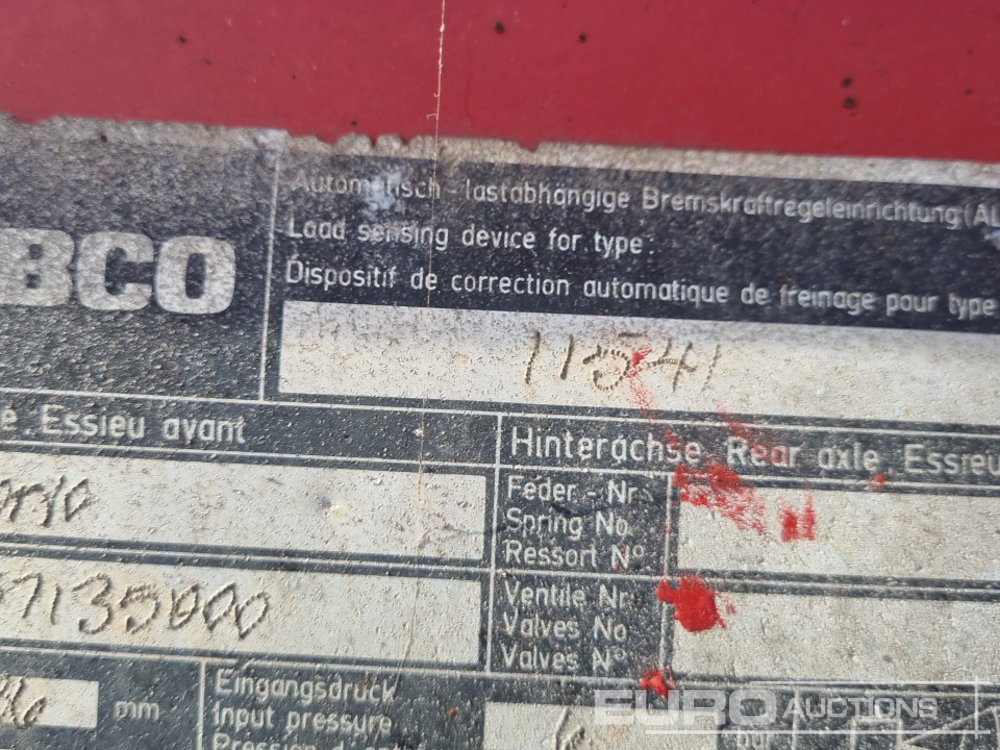 Automatisch - lastabhängige Bremskraftregeleinrichtung (AL
Load sensing device for type:
BCO
Dispositif de correction automatique de freinage pour type
11541
e Essieu avant
Hinterachse Rear axle Essieu
Feder - Nr.
Spring No
Ressort N°
Ventile Nr.
Valves No
Valves N°
7135000
mm
Eingangsdruck
Input pressure
bar
EURO AUCTIONS